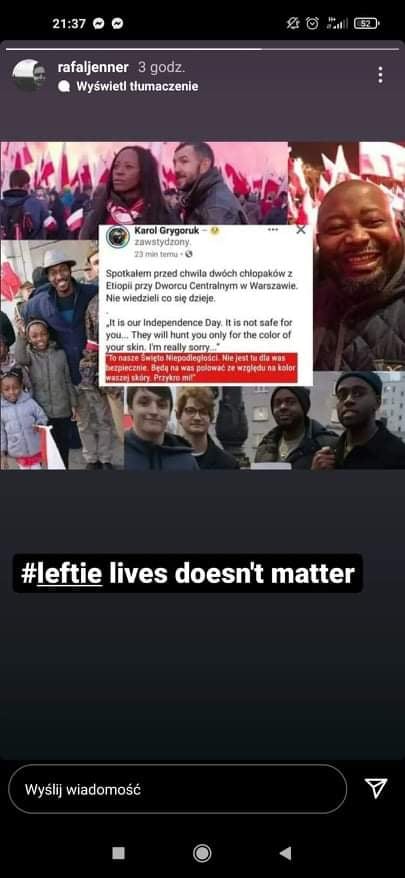 21:37
52
rafaljenner 3 godz.
Wyświetl tłumaczenie
Karol Grygoruk –
zawstydzony.
23 min temu ·
Spotkałem przed chwila dwóch chłopaków z
Etiopii przy Dworcu Centralnym w Warszawie.
Nie wiedzieli co się dzieje.
„It is our Independence Day. It is not safe for
you... They will hunt you only for the color of
your skin. I'm really sorry..."
"To nasze Święto Niepodległości. Nie jest tu dla was
bezpiecznie. Będą na was polować ze względu na kolor
waszej skóry. Przykro mi!"
#leftie lives doesn't matter
Wyślij wiadomość